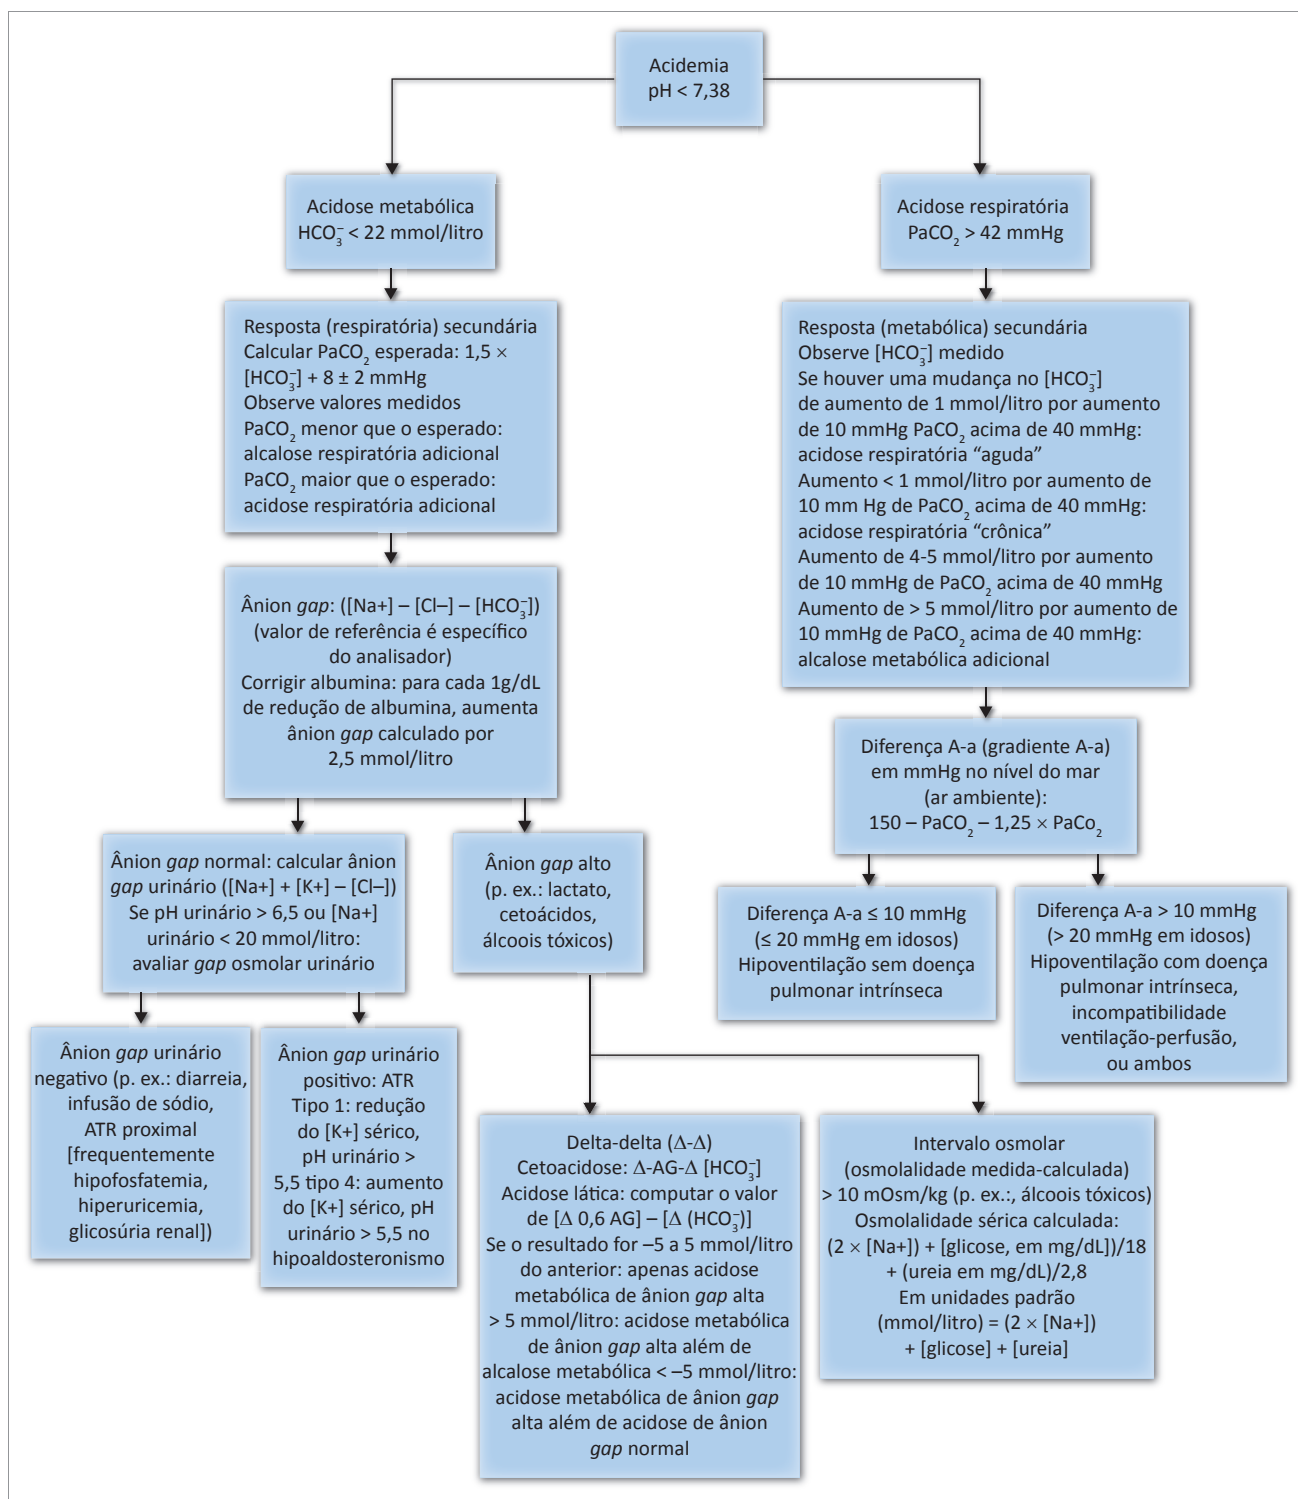 Acidemia
pH < 7,38
Acidose metabólica
HCO₃⁻ < 22 mmol/litro
Acidose respiratória
PaCO₂ > 42 mmHg
Resposta (respiratória) secundária
Calcular PaCO₂ esperada: 1,5 ×
[HCO₃⁻] + 8 ± 2 mmHg
Observe valores medidos
PaCO₂ menor que o esperado:
alcalose respiratória adicional
PaCO₂ maior que o esperado:
acidose respiratória adicional
Resposta (metabólica) secundária
Observe [HCO₃⁻] medido
Se houver uma mudança no [HCO₃⁻]
de aumento de 1 mmol/litro por aumento
de 10 mmHg PaCO₂ acima de 40 mmHg:
acidose respiratória “aguda”
Aumento < 1 mmol/litro por aumento de
10 mm Hg de PaCO₂ acima de 40 mmHg:
acidose respiratória “crônica”
Aumento de 4-5 mmol/litro por aumento
de 10 mmHg de PaCO₂ acima de 40 mmHg
Aumento de > 5 mmol/litro por aumento de
10 mmHg de PaCO₂ acima de 40 mmHg:
alcalose metabólica adicional
Ânion gap: ([Na+] – [Cl–] – [HCO₃⁻])
(valor de referência é específico
do analisador)
Corrigir albumina: para cada 1g/dL
de redução de albumina, aumenta
ânion gap calculado por
2,5 mmol/litro
Diferença A-a (gradiente A-a)
em mmHg no nível do mar
(ar ambiente):
150 – PaCO₂ – 1,25 × PaCo₂
Ânion gap normal: calcular ânion
gap urinário ([Na+] + [K+] – [Cl–])
Se pH urinário > 6,5 ou [Na+]
urinário < 20 mmol/litro:
avaliar gap osmolar urinário
Ânion gap alto
(p. ex.: lactato,
cetoácidos,
álcoois tóxicos)
Diferença A-a ≤ 10 mmHg
(≤ 20 mmHg em idosos)
Hipoventilação sem doença
pulmonar intrínseca
Diferença A-a > 10 mmHg
(> 20 mmHg em idosos)
Hipoventilação com doença
pulmonar intrínseca,
incompatibilidade
ventilação-perfusão,
ou ambos
Ânion gap urinário
negativo (p. ex.: diarreia,
infusão de sódio,
ATR proximal
[frequentemente
hipofosfatemia,
hiperuricemia,
glicosúria renal])
Ânion gap urinário
positivo: ATR
Tipo 1: redução
do [K+] sérico,
pH urinário >
5,5 tipo 4: aumento
do [K+] sérico, pH
urinário > 5,5 no
hipoaldosteronismo
Delta-delta (Δ-Δ)
Cetoacidose: Δ-AG-Δ [HCO₃⁻]
Acidose lática: computar o valor
de [Δ 0,6 AG] – [Δ (HCO₃⁻)]
Se o resultado for –5 a 5 mmol/litro
do anterior: apenas acidose
metabólica de ânion gap alta
> 5 mmol/litro: acidose metabólica
de ânion gap alta além de
alcalose metabólica < –5 mmol/litro:
acidose metabólica de ânion gap
alta além de acidose de ânion
gap normal
Intervalo osmolar
(osmolalidade medida-calculada)
> 10 mOsm/kg (p. ex.:, álcoois tóxicos)
Osmolalidade sérica calculada:
(2 × [Na+]) + [glicose, em mg/dL])/18
+ (ureia em mg/dL)/2,8
Em unidades padrão
(mmol/litro) = (2 × [Na+])
+ [glicose] + [ureia]